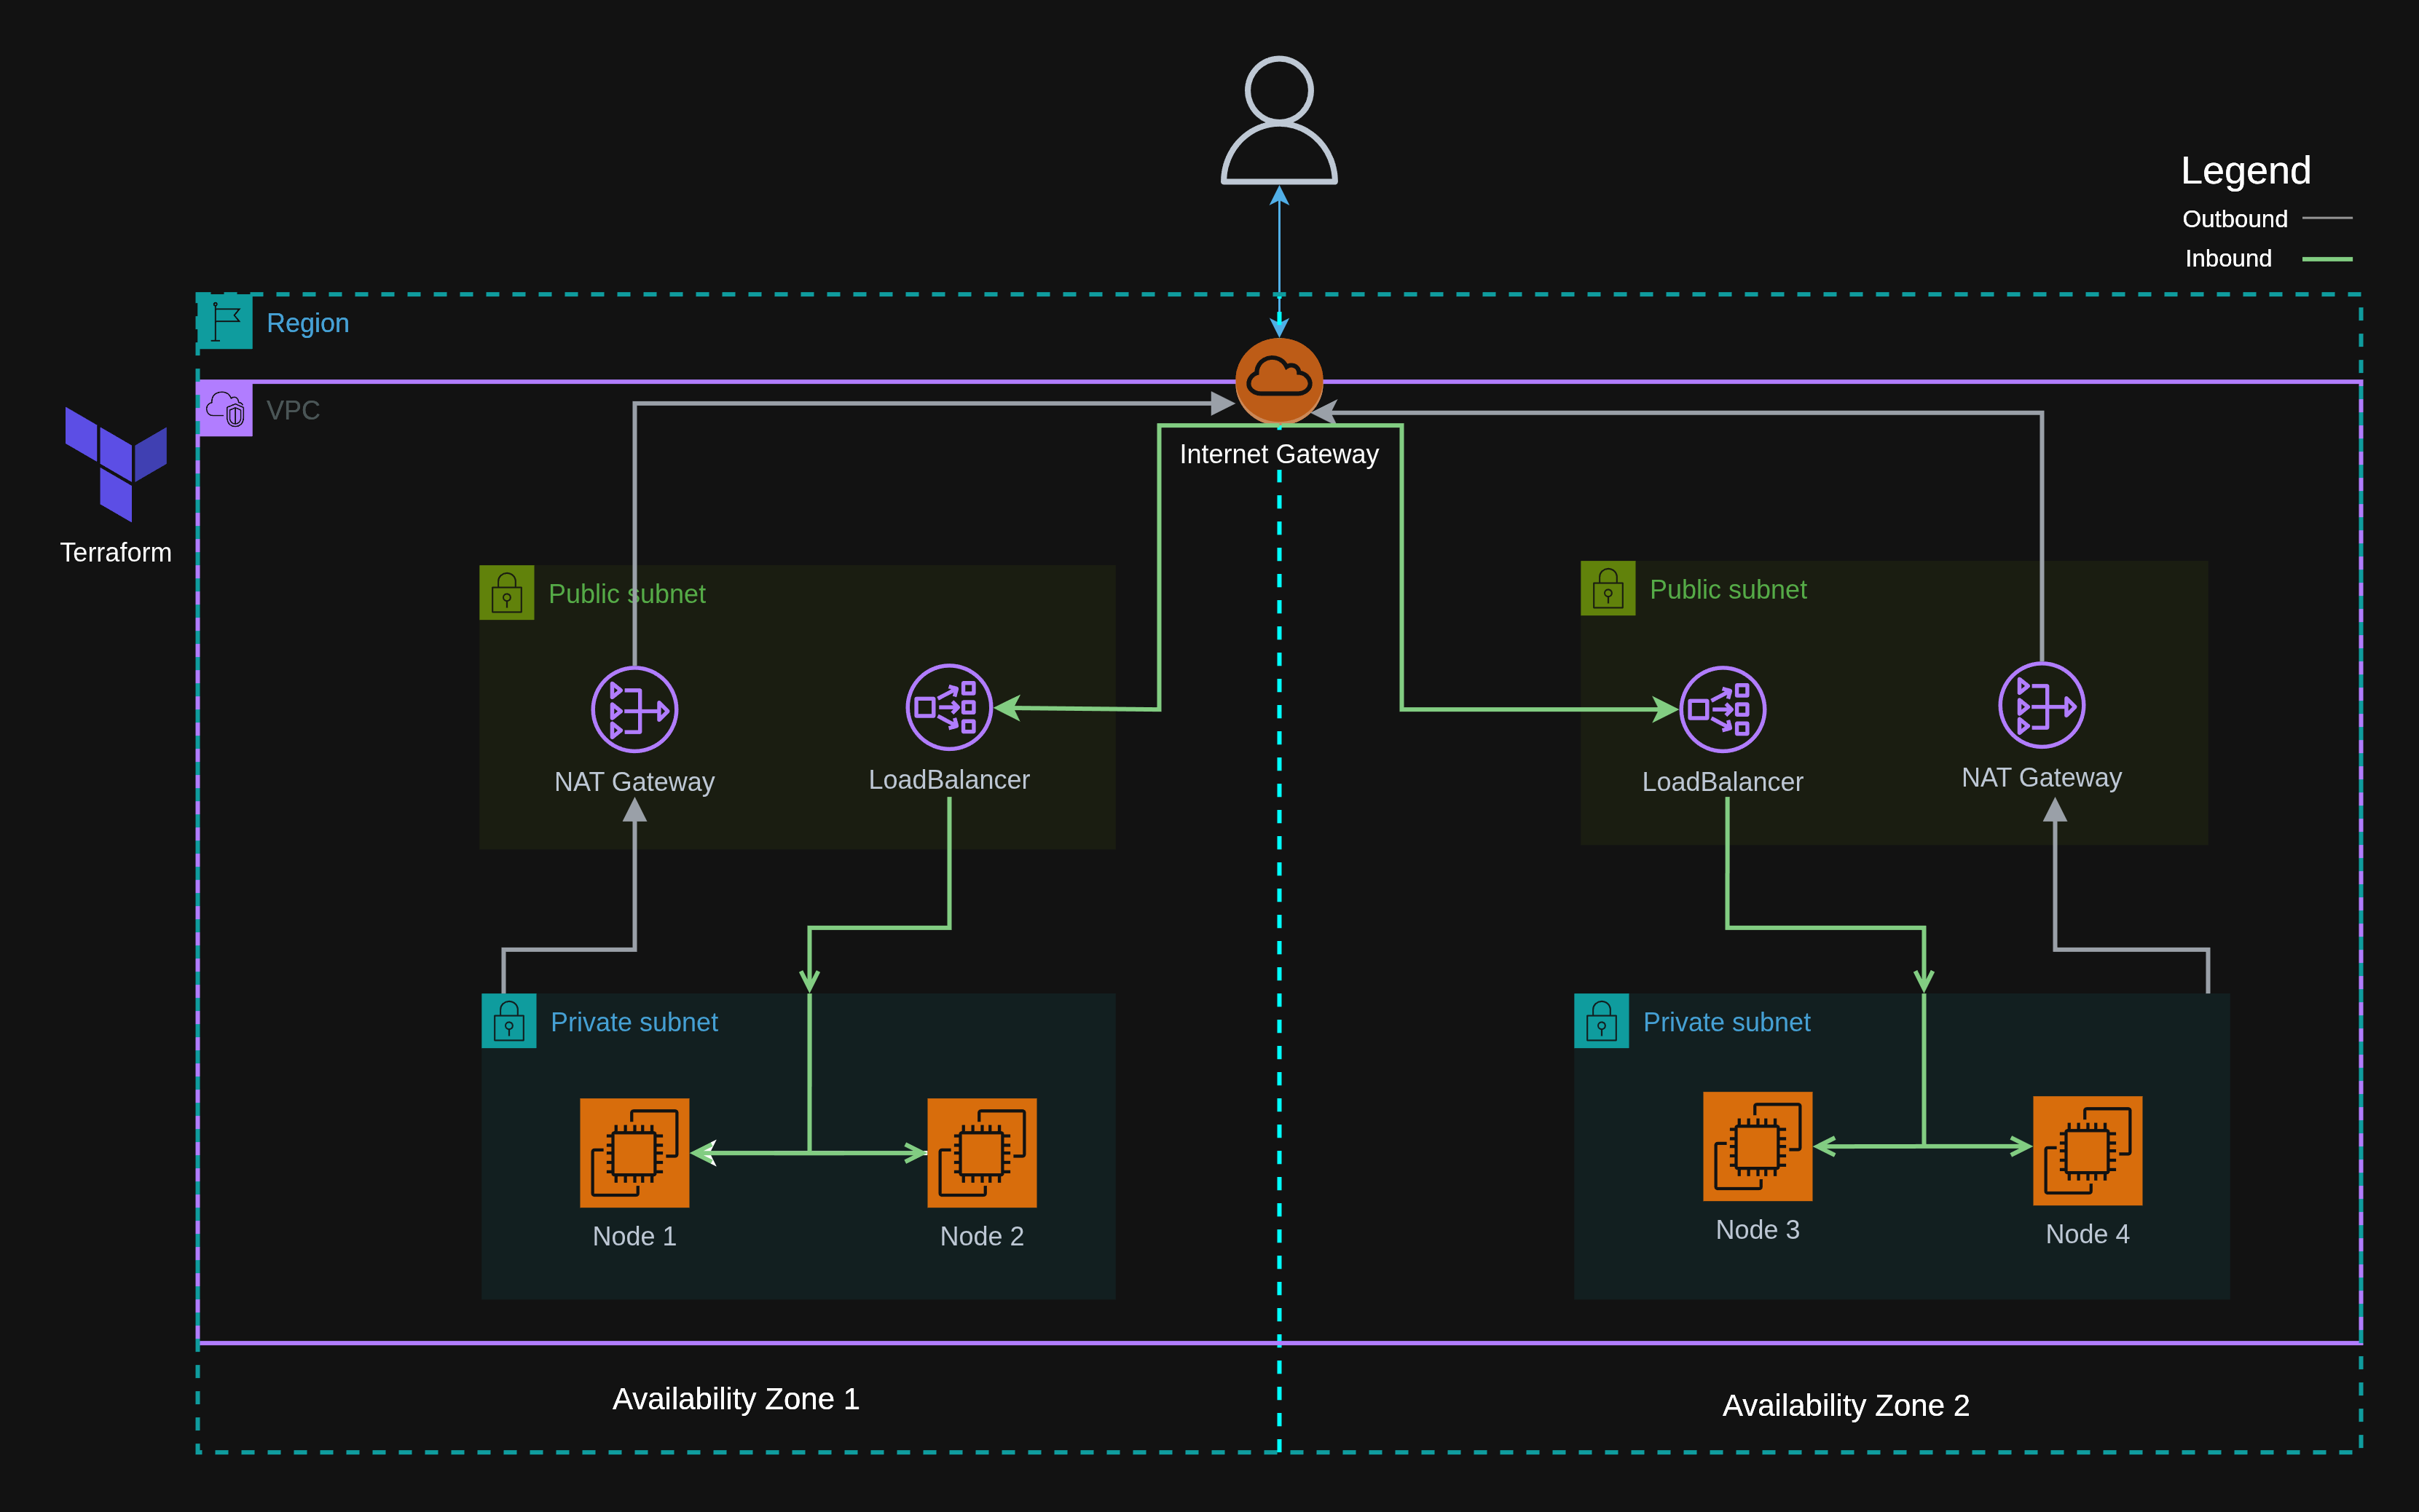 Legend
Outbound
Inbound
Region
VPC
Terraform
Internet Gateway
Public subnet
Public subnet
NAT Gateway
LoadBalancer
LoadBalancer
NAT Gateway
Private subnet
Private subnet
Node 1
Node 2
Node 3
Node 4
Availability Zone 1
Availability Zone 2